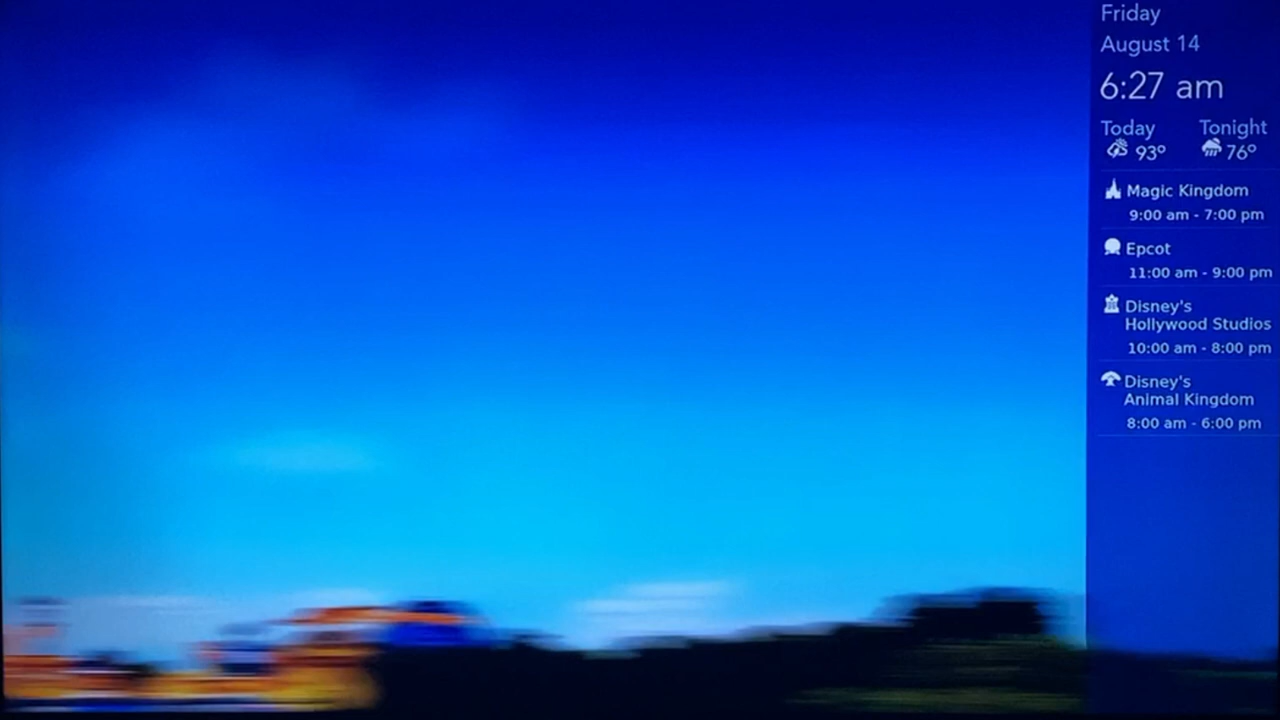 Friday
August 14
6:27 am
Today Tonight
93° 76°
Magic Kingdom
9:00 am - 7:00 pm
Epcot
11:00 am - 9:00 pm
Disney's
Hollywood Studios
10:00 am - 8:00 pm
Disney's
Animal Kingdom
8:00 am - 6:00 pm